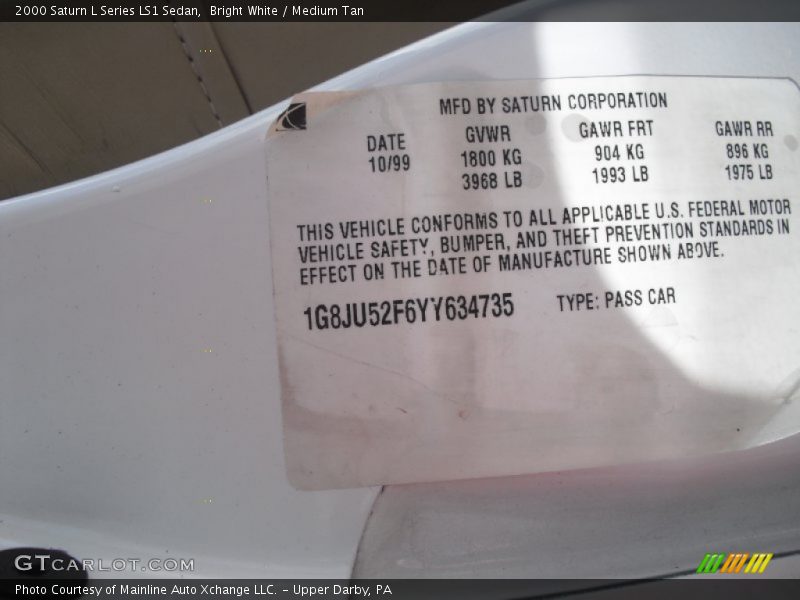 2000 Saturn L Series LS1 Sedan,  Bright White / Medium Tan
MFD BY SATURN CORPORATION
DATE GVWR GAWR FRT GAWR RR
10/99 1800 KG 904 KG 896 KG
3968 LB 1993 LB 1975 LB
THIS VEHICLE CONFORMS TO ALL APPLICABLE U.S. FEDERAL MOTOR
VEHICLE SAFETY, BUMPER, AND THEFT PREVENTION STANDARDS IN
EFFECT ON THE DATE OF MANUFACTURE SHOWN ABOVE.
1G8JU52F6YY634735 TYPE: PASS CAR
GTCARLOT.COM
Photo Courtesy of Mainline Auto Xchange LLC. – Upper Darby, PA